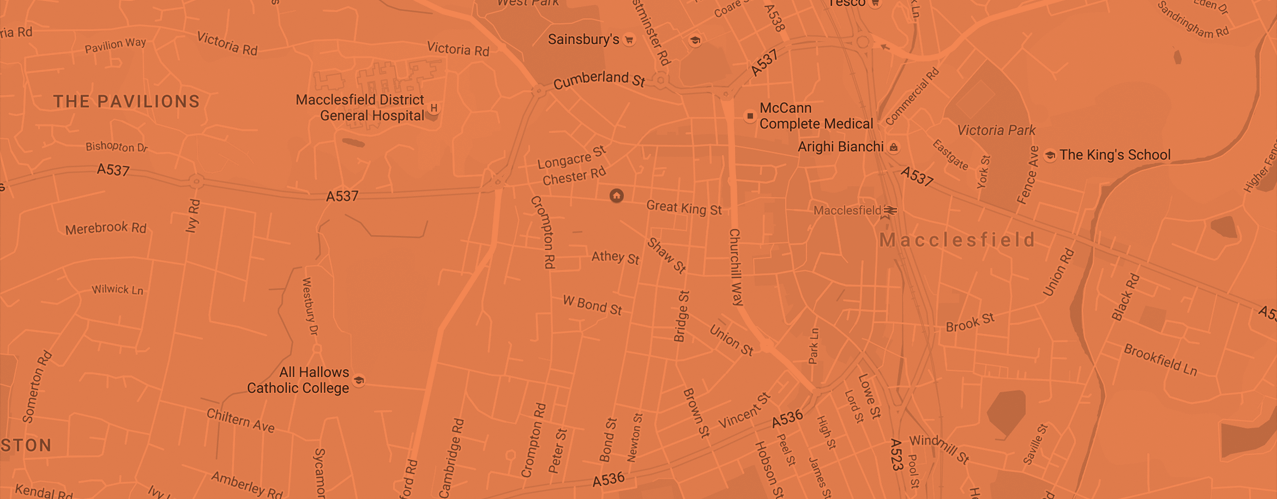 West Park
Coare St
Tesco
Eden Dr
Sandringham Rd
A538
Victoria Rd
Pavilion Way
Victoria Rd
Sainsbury's
A537
Cumberland St
Commercial Rd
THE PAVILIONS
Macclesfield District
General Hospital
H
McCann
Complete Medical
Victoria Park
Arighi Bianchi
Eastgate
The King's School
Bishopton Dr
A537
Longacre St
Chester Rd
A537
York St
Fence Ave
A537
Ivy Rd
Crompton Rd
Great King St
Macclesfield
Macclesfield
Merebrook Rd
Athey St
Shaw St
Churchill Way
Union Rd
Black Rd
Wilwick Ln
Westbury Dr
W Bond St
Bridge St
Union St
Park Ln
Brook St
Brookfield Ln
Somerton Rd
All Hallows
Catholic College
Lowe St
Lord St
Brown St
Vincent St
A536
Chiltern Ave
High St
Windmill St
Saville St
STON
Cambridge Rd
Crompton Rd
Peter St
Bond St
Newton St
Hobson St
Peel St
James St
A523
Pool St
Amberley Rd
A536
Kendal Rd